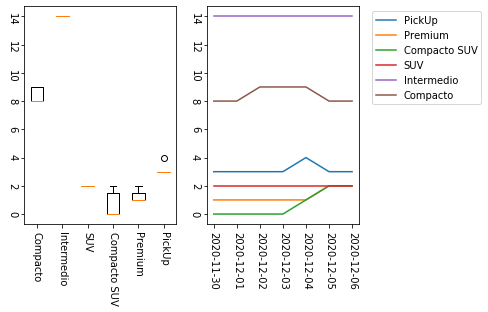 14
12
10
8
6
4
2
0
Compacto
Intermedio
SUV
Compacto SUV
Premium
PickUp
14
12
10
8
6
4
2
0
2020-11-30
2020-12-01
2020-12-02
2020-12-03
2020-12-04
2020-12-05
2020-12-06
PickUp
Premium
Compacto SUV
SUV
Intermedio
Compacto